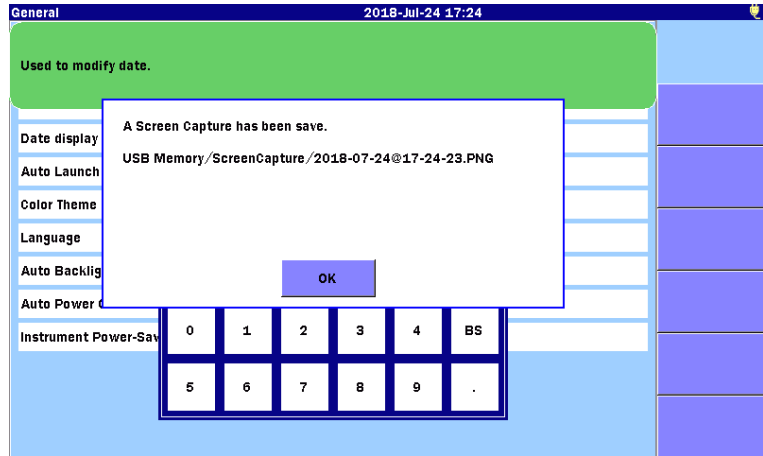 General 2018-Jul-24 17:24
Used to modify date.
A Screen Capture has been save.
USB Memory/ScreenCapture/2018-07-24@17-24-23.PNG
OK
Date display
Auto Launch
Color Theme
Language
Auto Backlig
Auto Power
Instrument Power-Sav
0 1 2 3 4 BS
5 6 7 8 9 .